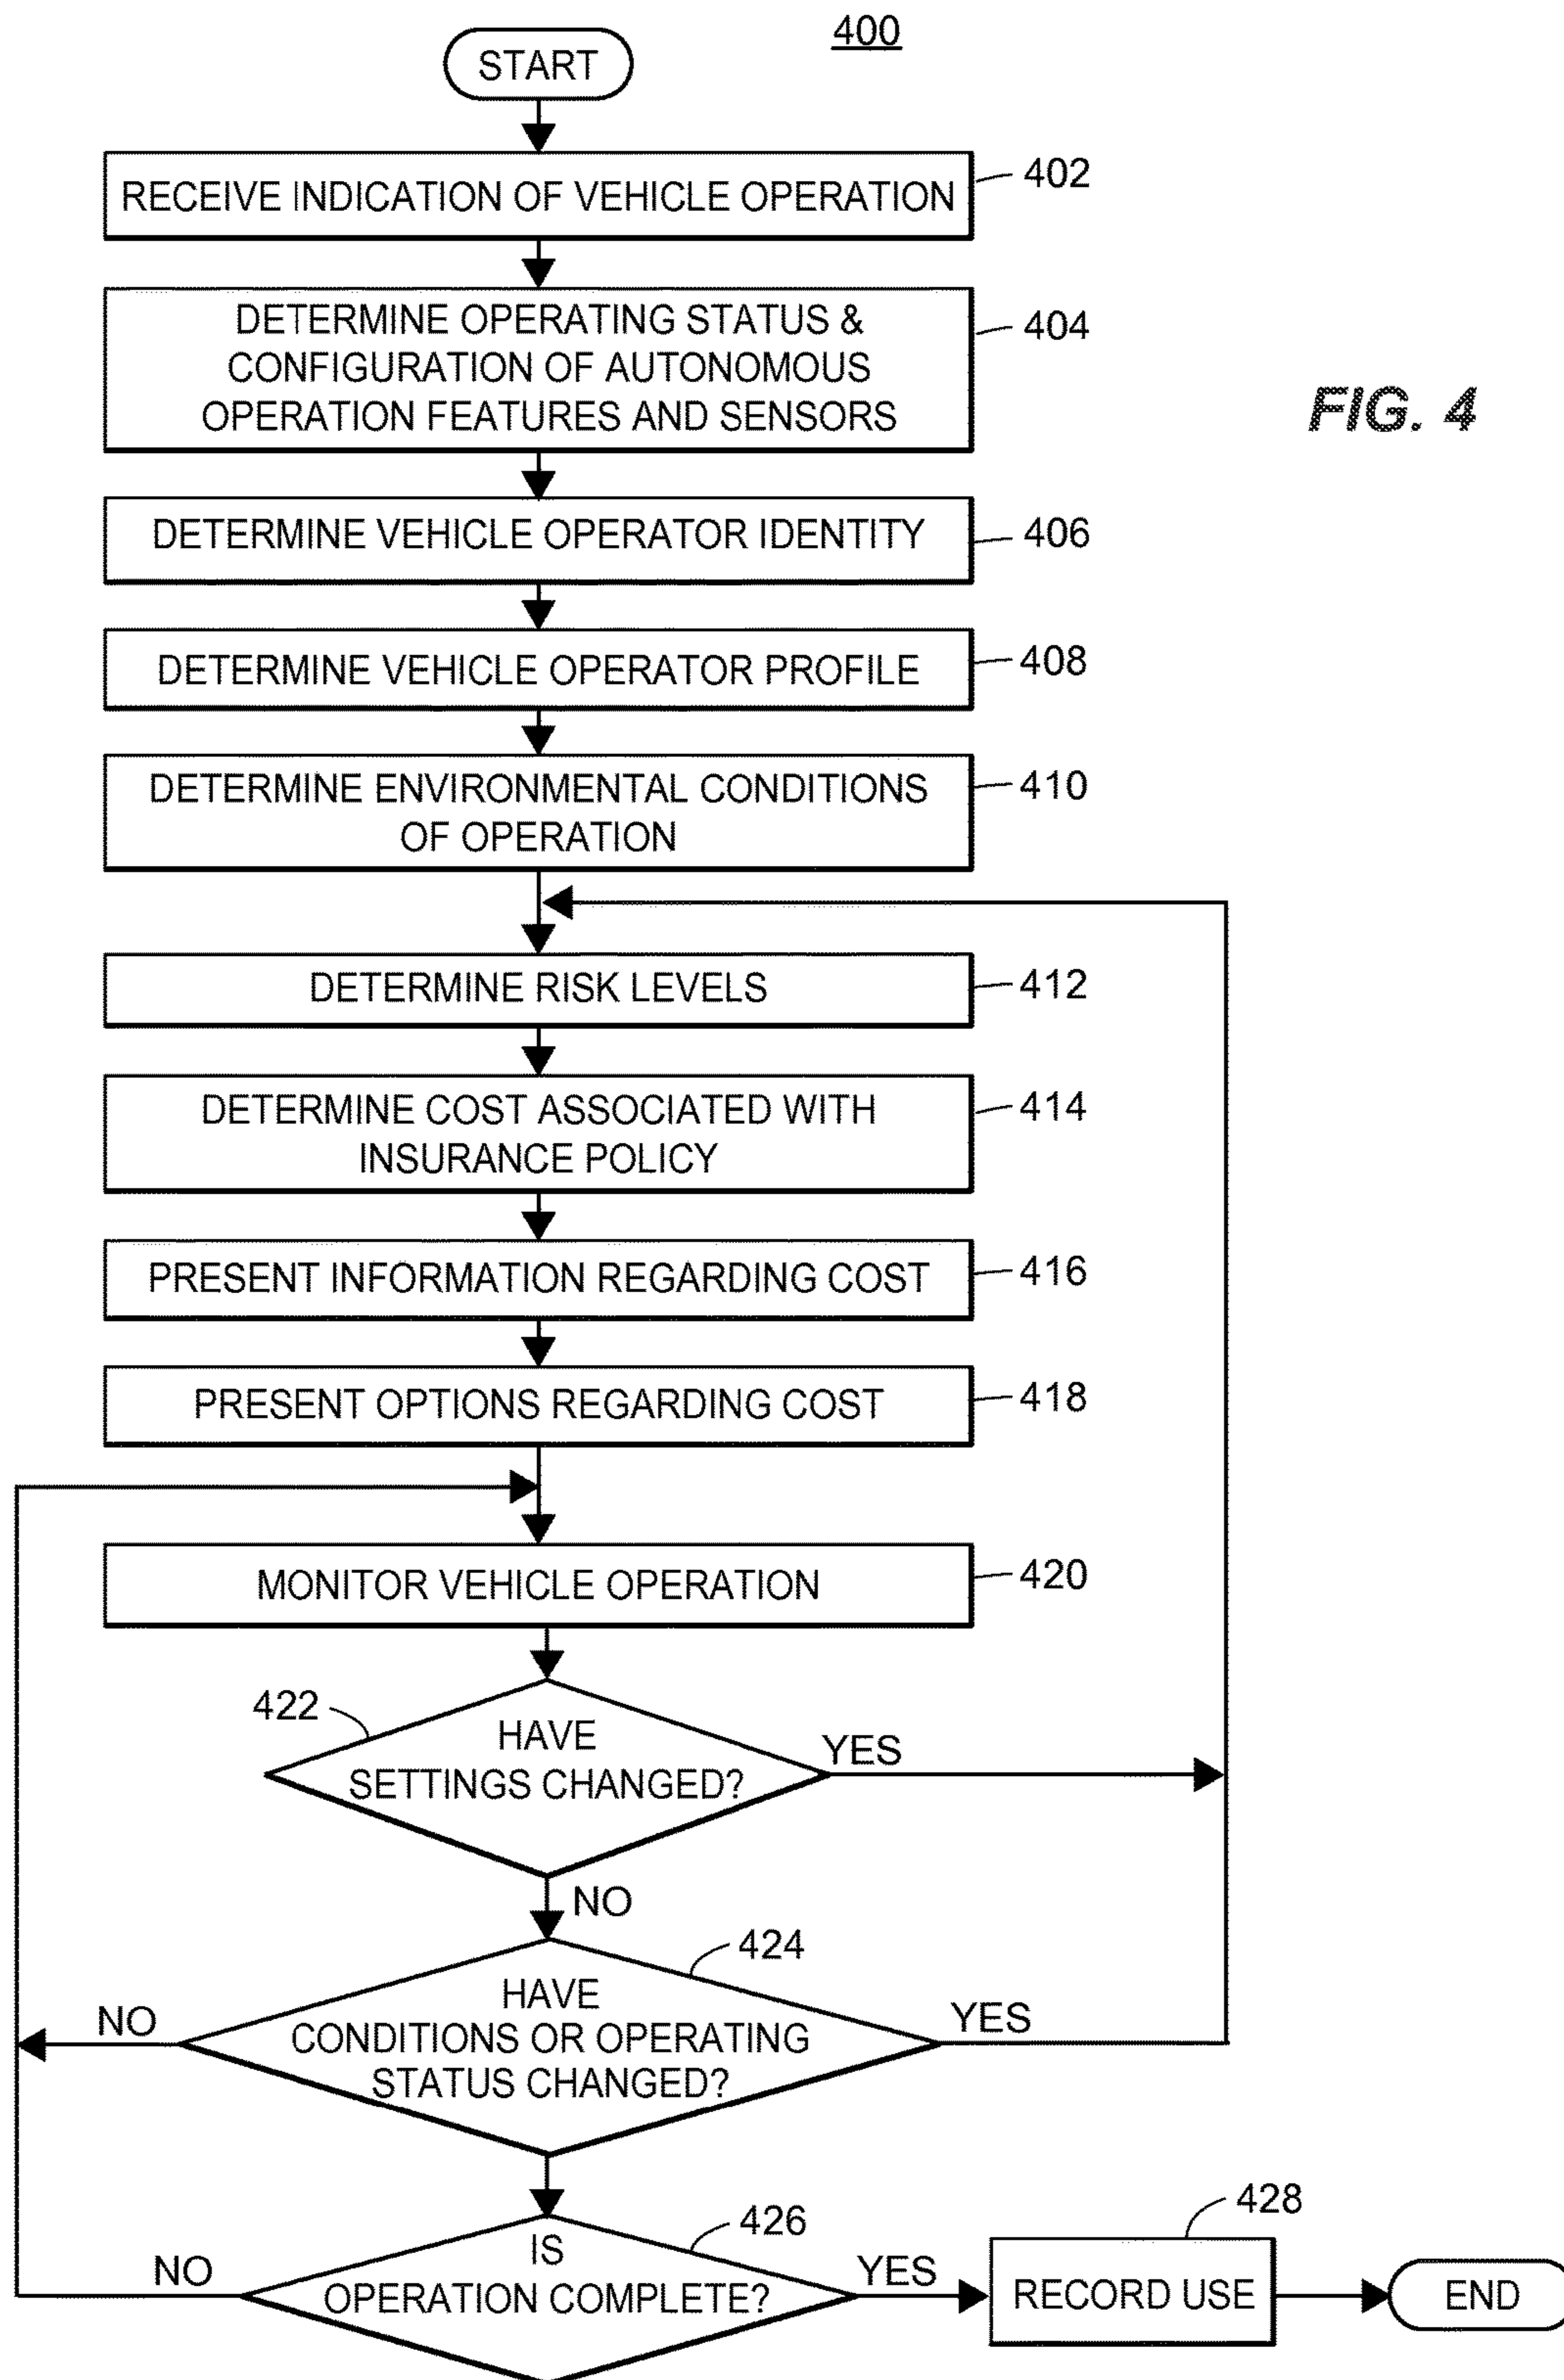 400
START
RECEIVE INDICATION OF VEHICLE OPERATION
402
DETERMINE OPERATING STATUS &
CONFIGURATION OF AUTONOMOUS
OPERATION FEATURES AND SENSORS
404
FIG. 4
DETERMINE VEHICLE OPERATOR IDENTITY
406
DETERMINE VEHICLE OPERATOR PROFILE
408
DETERMINE ENVIRONMENTAL CONDITIONS
OF OPERATION
410
DETERMINE RISK LEVELS
412
DETERMINE COST ASSOCIATED WITH
INSURANCE POLICY
414
PRESENT INFORMATION REGARDING COST
416
PRESENT OPTIONS REGARDING COST
418
MONITOR VEHICLE OPERATION
420
422
HAVE
SETTINGS CHANGED?
YES
NO
424
HAVE
CONDITIONS OR OPERATING
STATUS CHANGED?
NO
YES
426
IS
OPERATION COMPLETE?
NO
YES
428
RECORD USE
END